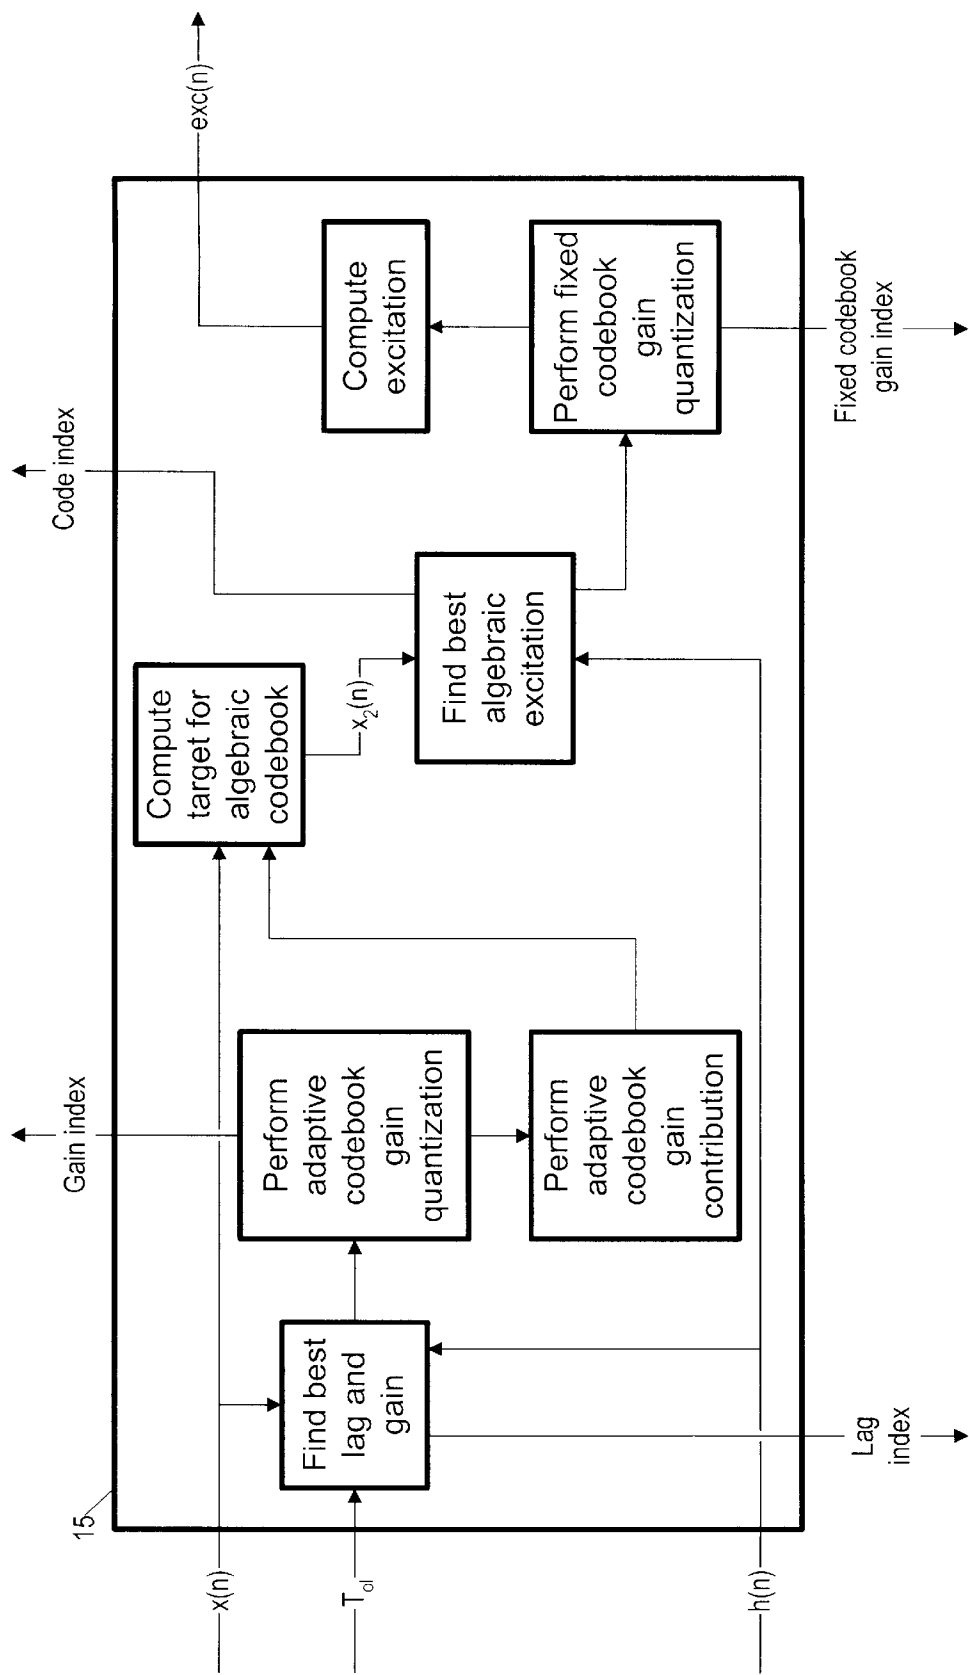 15
x(n)
T_ol
h(n)
Find best
lag and
gain
Lag
index
Gain index
Perform
adaptive
codebook
gain
quantization
Perform
adaptive
codebook
gain
contribution
Compute
target for
algebraic
codebook
x₂(n)
Find best
algebraic
excitation
Code index
Compute
excitation
exc(n)
Perform fixed
codebook
gain
quantization
Fixed codebook
gain index